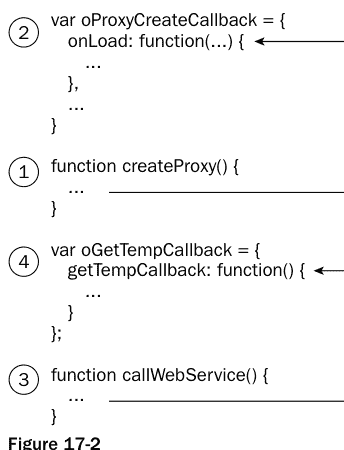 2 var oProxyCreateCallback = {
onLoad: function(...) {
...
},
...
}
1 function createProxy() {
...
}
4 var oGetTempCallback = {
getTempCallback: function() {
...
}
};
3 function callWebService() {
...
}
Figure 17-2